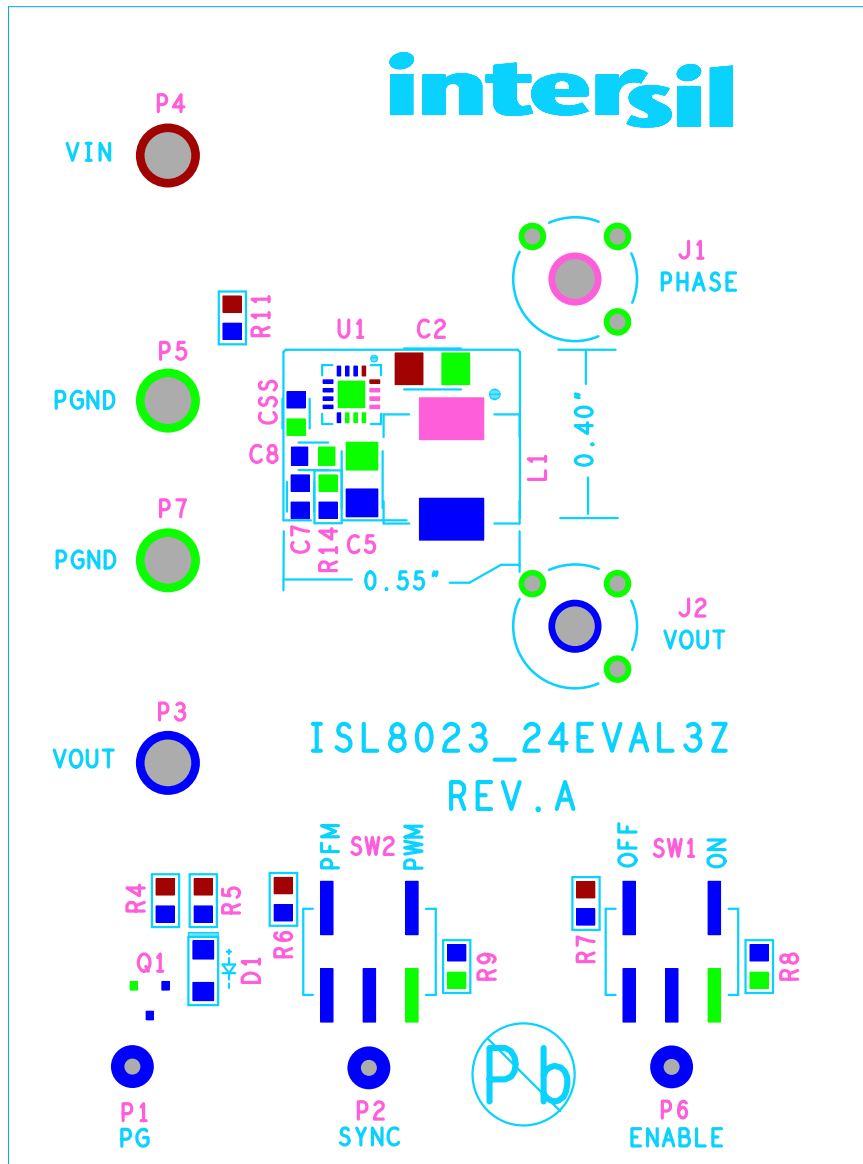 intersil
P4
VIN
J1
PHASE
R11
U1
C2
P5
PGND
CSS
0.40"
C8
L1
P7
PGND
C7
R14
C5
0.55"
J2
VOUT
P3
VOUT
ISL8023_24EVAL3Z
REV.A
PFM
SW2
PWM
OFF
SW1
ON
R4
R5
R6
R9
R7
R8
Q1
D1
Pb
P1
PG
P2
SYNC
P6
ENABLE